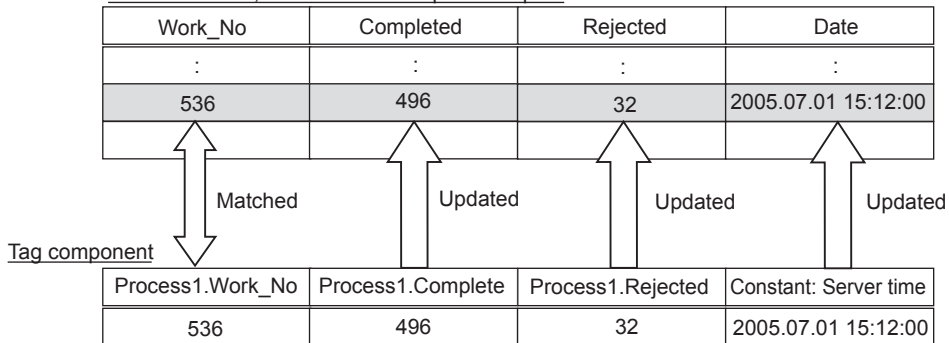 Work_No Completed Rejected Date
: : : :
536 496 32 2005.07.01 15:12:00
Matched Updated Updated Updated
Tag component
Process1.Work_No Process1.Complete Process1.Rejected Constant: Server time
536 496 32 2005.07.01 15:12:00